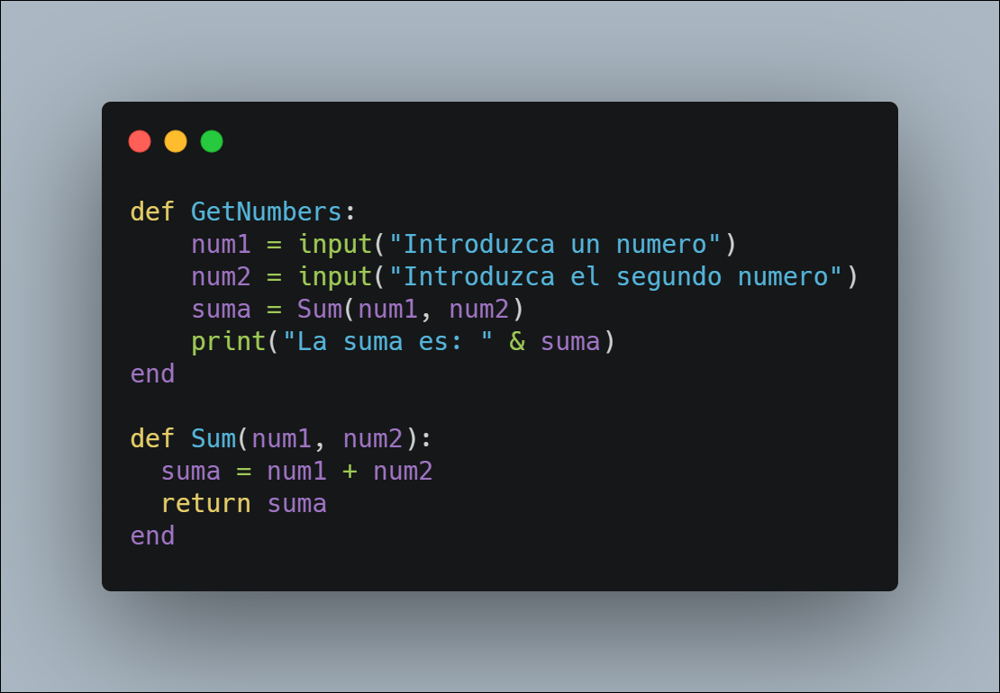 def GetNumbers:
    num1 = input("Introduzca un numero")
    num2 = input("Introduzca el segundo numero")
    suma = Sum(num1, num2)
    print("La suma es: " & suma)
end

def Sum(num1, num2):
  suma = num1 + num2
  return suma
end